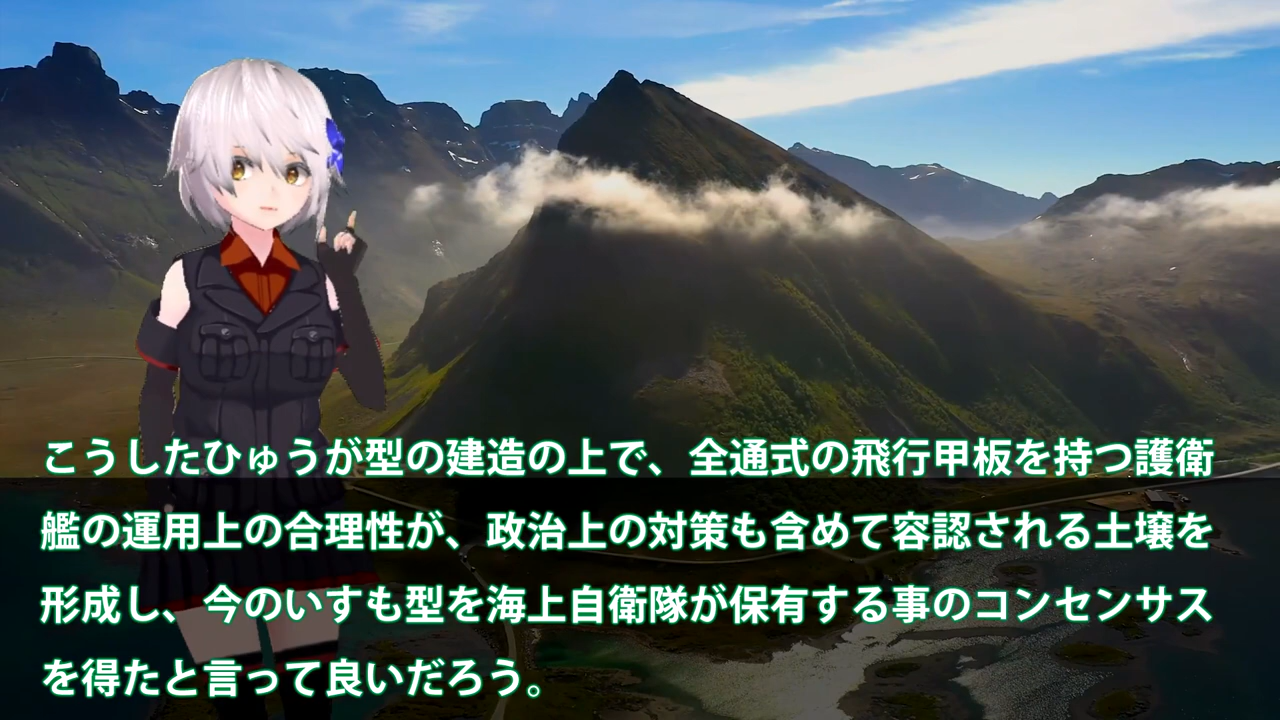 こうしたひゅうが型の建造の上で、全通式の飛行甲板を持つ護衛
艦の運用上の合理性が、政治上の対策も含めて容認される土壌を
形成し、今のいずも型を海上自衛隊が保有する事のコンセンサス
を得たと言って良いだろう。